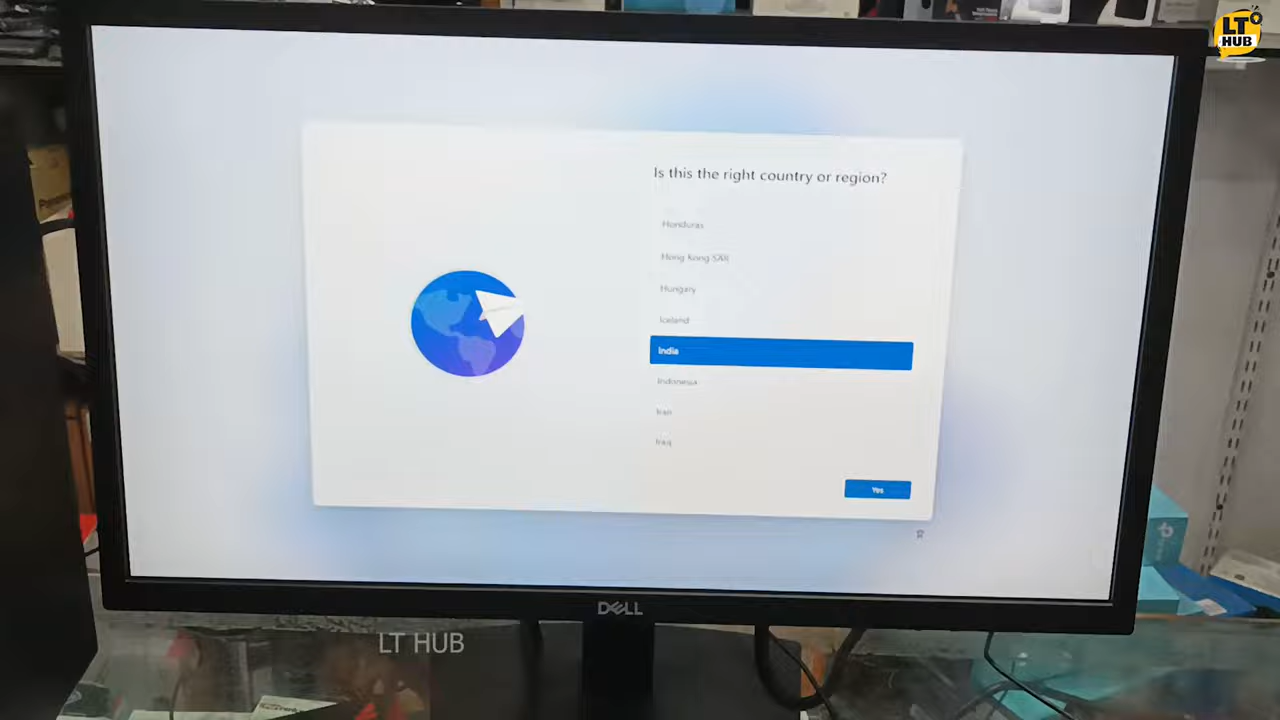 LT
HUB
Is this the right country or region?
Honduras
Hong Kong SAR
Hungary
Iceland
India
Indonesia
Iran
Iraq
Yes
DELL
LT HUB